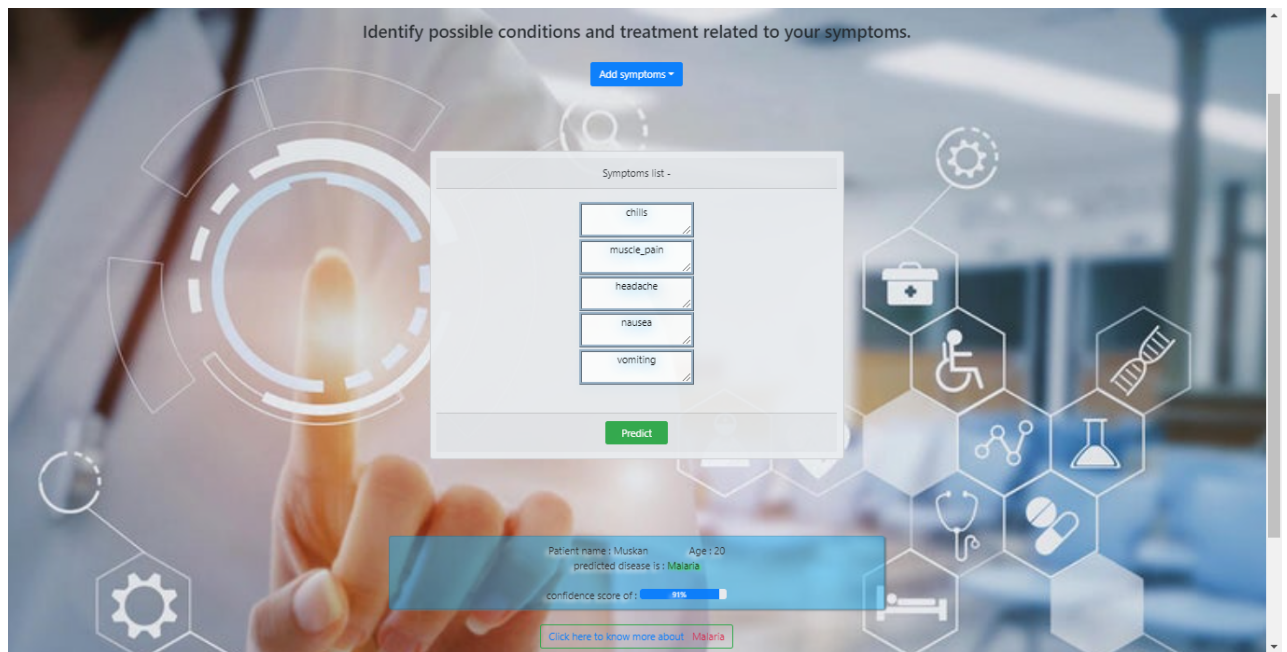 Identify possible conditions and treatment related to your symptoms.
Add symptoms
Symptoms list -
chills
muscle_pain
headache
nausea
vomiting
Predict
Patient name : Muskan Age : 20
predicted disease is : Malaria
confidence score of : 91%
Click here to know more about Malaria